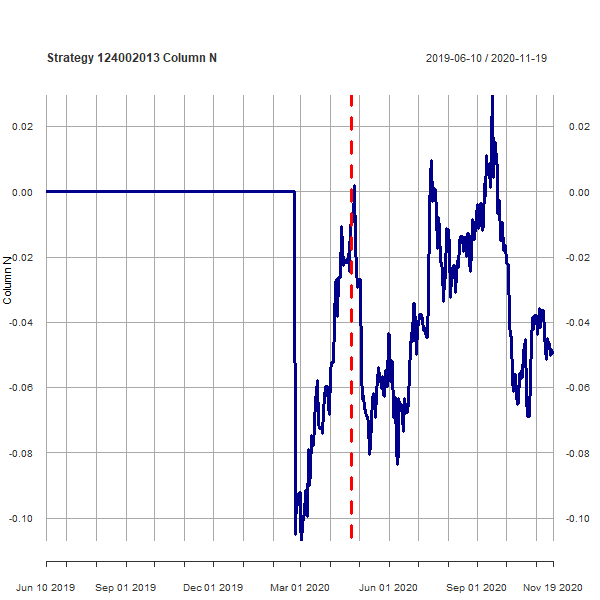 Strategy 124002013 Column N
2019-06-10 / 2020-11-19
Column N
0.02
0.00
-0.02
-0.04
-0.06
-0.08
-0.10
0.02
0.00
-0.02
-0.04
-0.06
-0.08
-0.10
Jun 10 2019
Sep 01 2019
Dec 01 2019
Mar 01 2020
Jun 01 2020
Sep 01 2020
Nov 19 2020